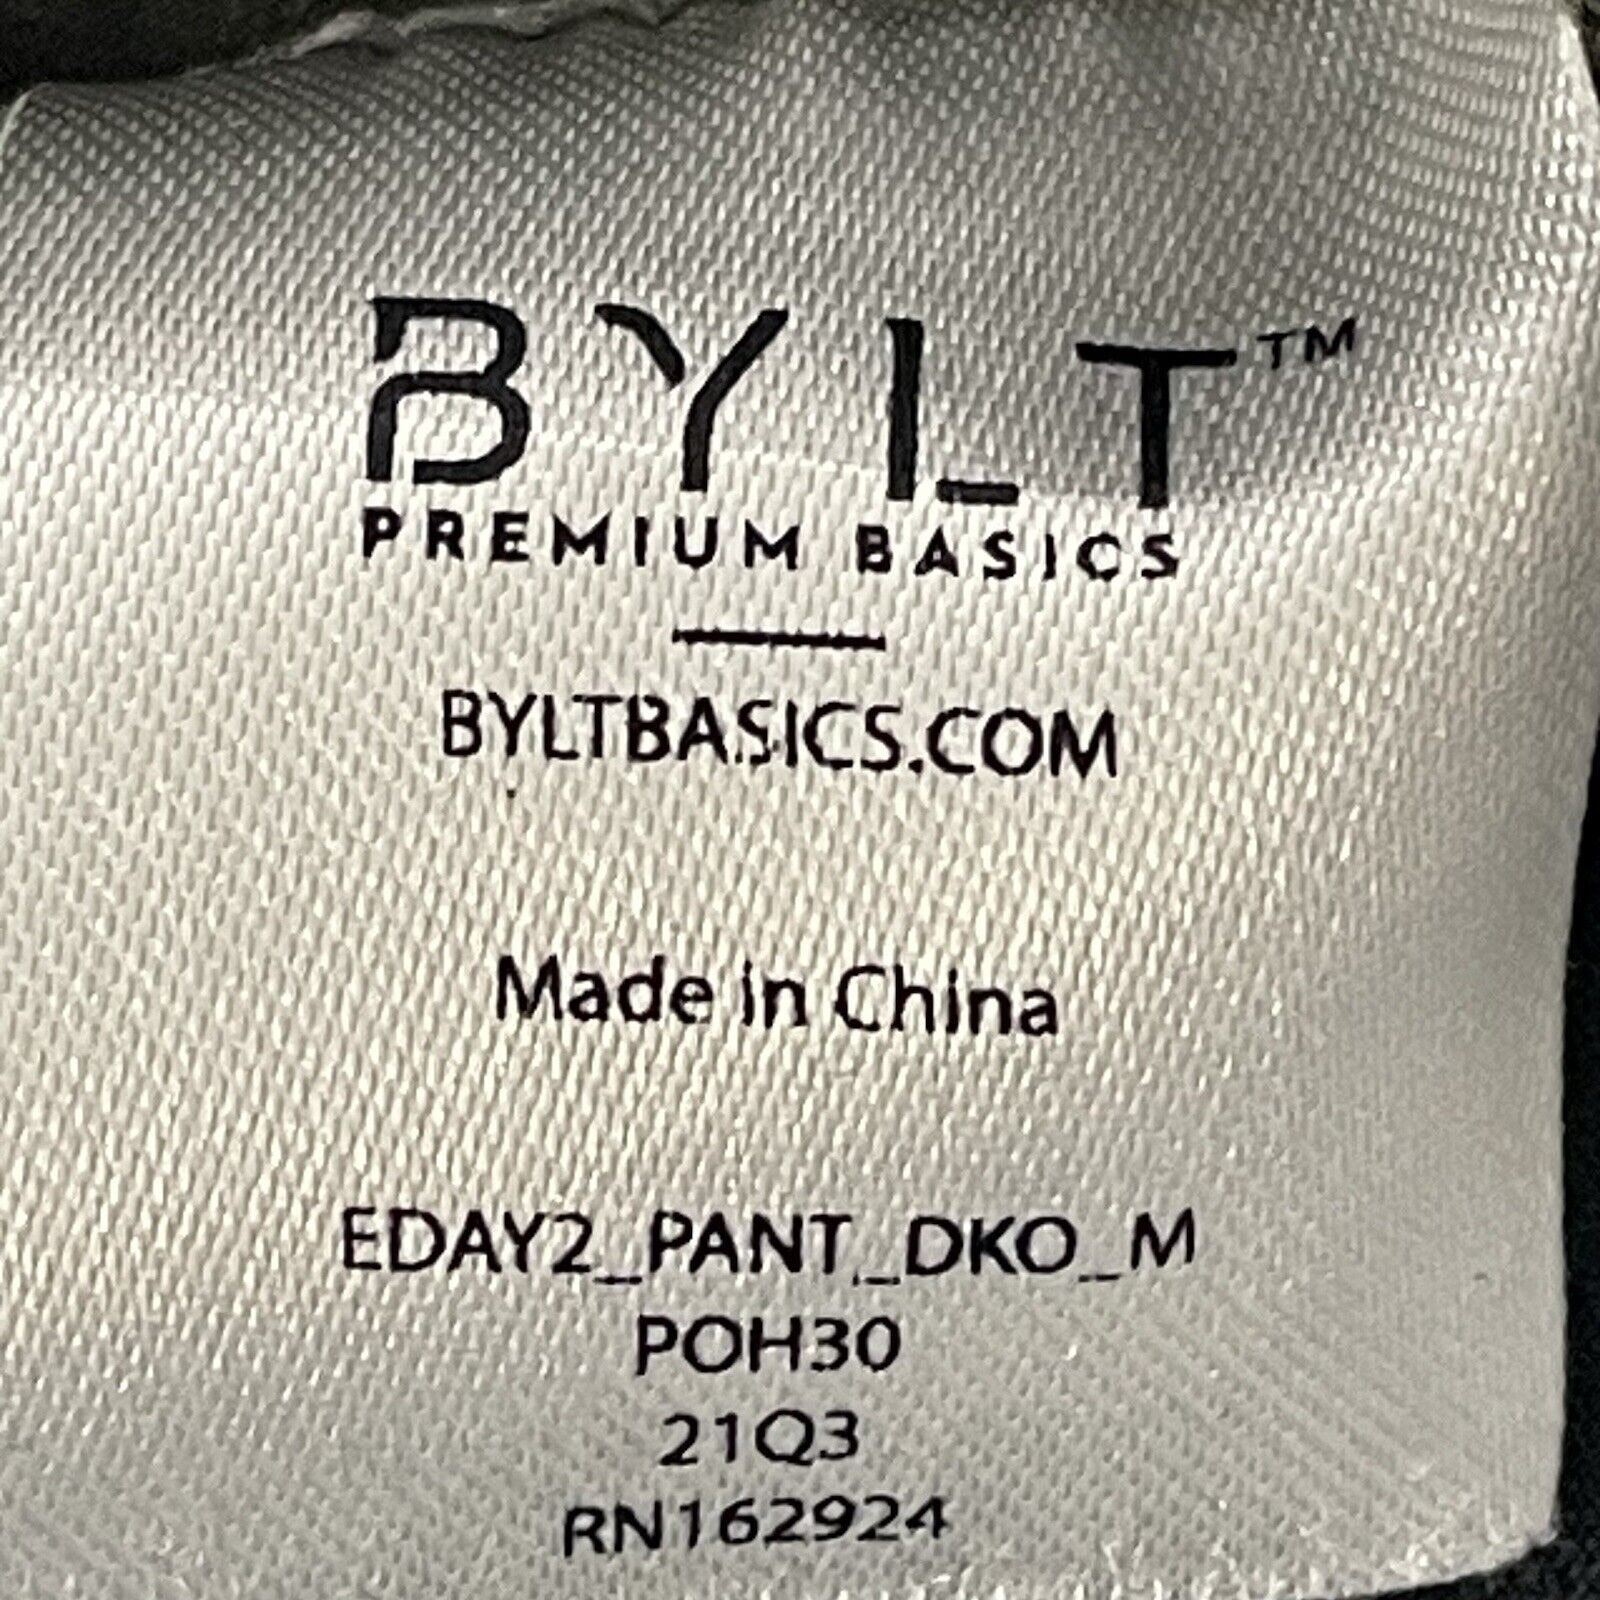 BYLT™
PREMIUM BASICS
BYLTBASICS.COM
Made in China
EDAY2_PANT_DKO_M
POH30
21Q3
RN162924